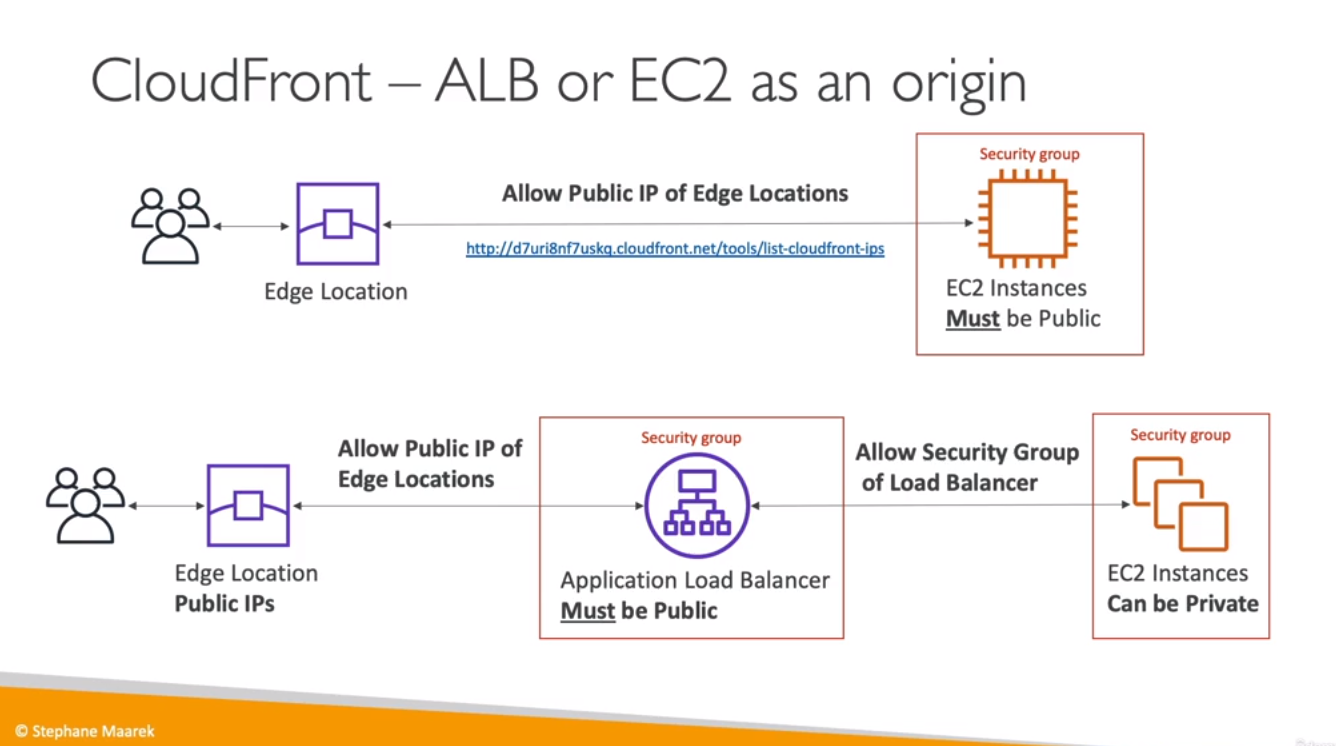 CloudFront – ALB or EC2 as an origin
Security group
Allow Public IP of Edge Locations
http://d7uri8nf7uskq.cloudfront.net/tools/list-cloudfront-ips
Edge Location
EC2 Instances
Must be Public
Security group
Allow Public IP of
Edge Locations
Security group
Allow Security Group
of Load Balancer
Edge Location
Public IPs
Application Load Balancer
Must be Public
EC2 Instances
Can be Private
© Stephane Maarek